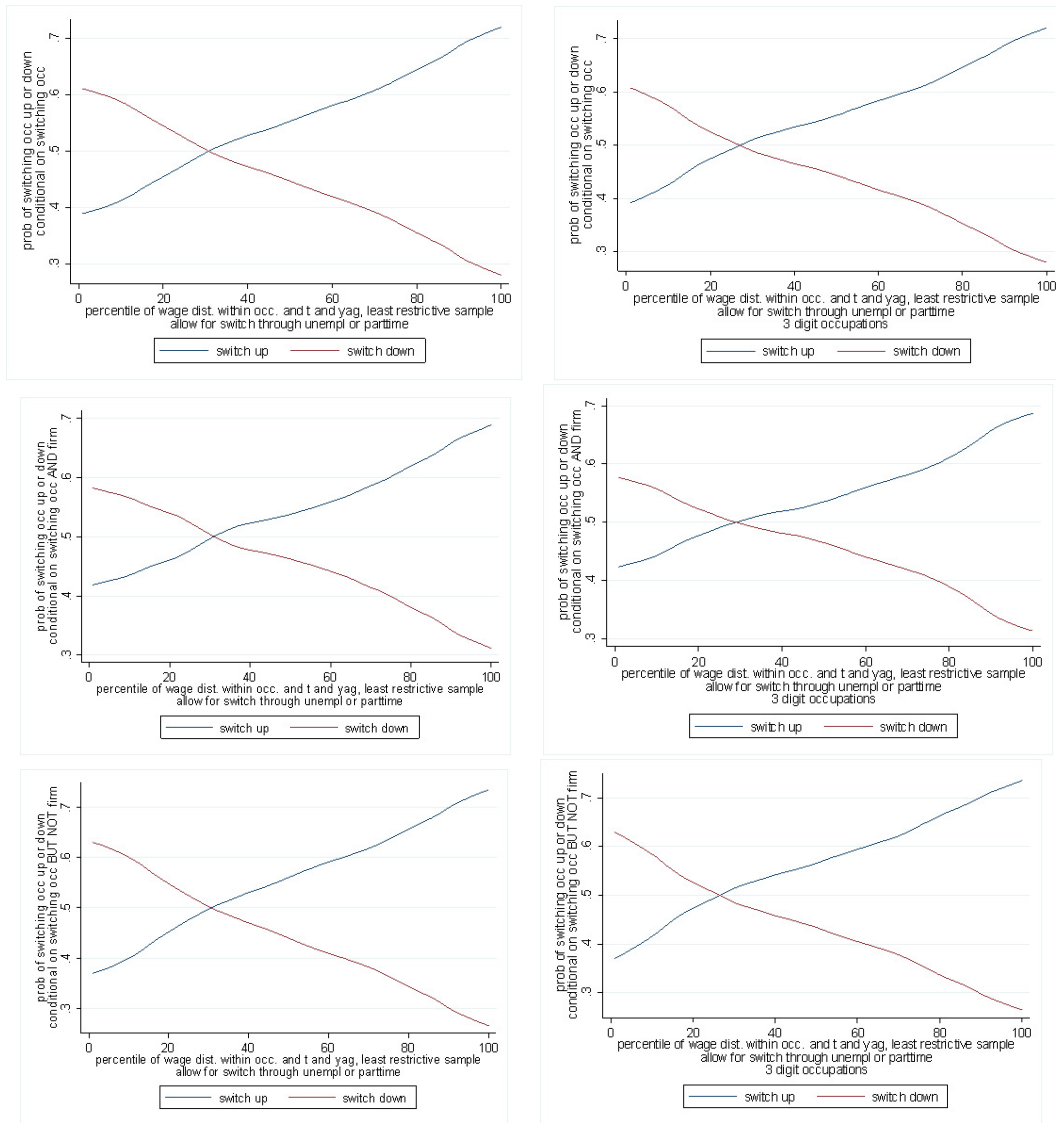 prob of switching occ up or down
conditional on switching occ
.7
.6
.5
.4
.3
0 20 40 60 80 100
percentile of wage dist. within occ. and t and yag, least restrictive sample
allow for switch through unempl or parttime
switch up switch down
prob of switching occ up or down
conditional on switching occ
.7
.6
.5
.4
.3
0 20 40 60 80 100
percentile of wage dist. within occ. and t and yag, least restrictive sample
allow for switch through unempl or parttime
3 digit occupations
switch up switch down
prob of switching occ up or down
conditional on switching occ AND firm
.7
.6
.5
.4
.3
0 20 40 60 80 100
percentile of wage dist. within occ. and t and yag, least restrictive sample
allow for switch through unempl or parttime
switch up switch down
prob of switching occ up or down
conditional on switching occ AND firm
.7
.6
.5
.4
.3
0 20 40 60 80 100
percentile of wage dist. within occ. and t and yag, least restrictive sample
allow for switch through unempl or parttime
3 digit occupations
switch up switch down
prob of switching occ up or down
conditional on switching occ BUT NOT firm
.7
.6
.5
.4
.3
0 20 40 60 80 100
percentile of wage dist. within occ. and t and yag, least restrictive sample
allow for switch through unempl or parttime
switch up switch down
prob of switching occ up or down
conditional on switching occ BUT NOT firm
.7
.6
.5
.4
.3
0 20 40 60 80 100
percentile of wage dist. within occ. and t and yag, least restrictive sample
allow for switch through unempl or parttime
3 digit occupations
switch up switch down